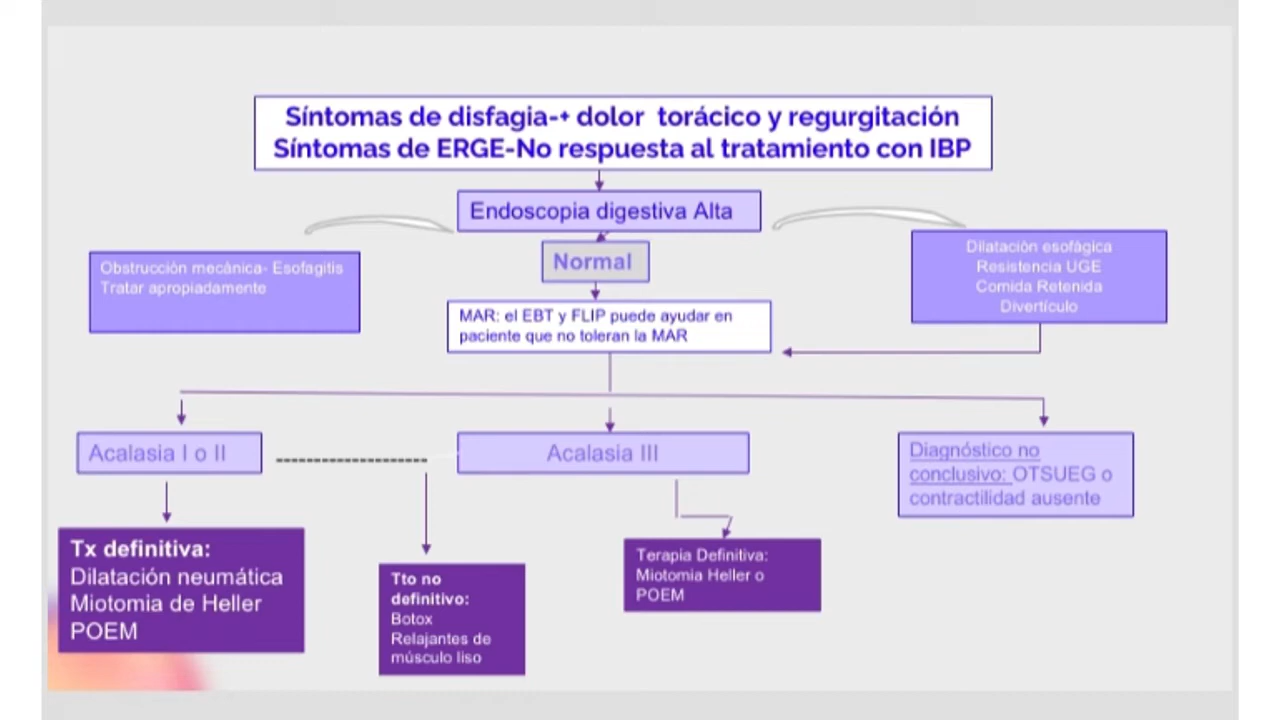 Síntomas de disfagia-+ dolor torácico y regurgitación
Síntomas de ERGE-No respuesta al tratamiento con IBP
Endoscopia digestiva Alta
Obstrucción mecánica- Esofagitis
Tratar apropiadamente
Normal
Dilatación esofágica
Resistencia UGE
Comida Retenida
Divertículo
MAR: el EBT y FLIP puede ayudar en
paciente que no toleran la MAR
Acalasia I o II
Acalasia III
Diagnóstico no
conclusivo: OTSUEG o
contractilidad ausente
Tx definitiva:
Dilatación neumática
Miotomia de Heller
POEM
Tto no
definitivo:
Botox
Relajantes de
músculo liso
Terapia Definitiva:
Miotomia Heller o
POEM